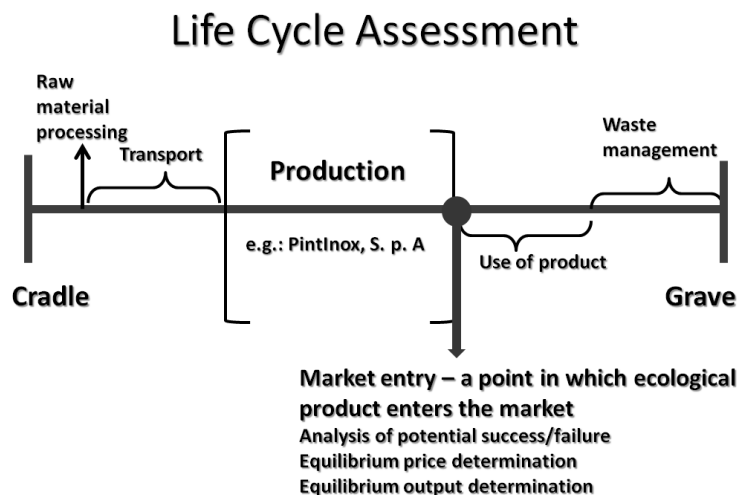 Life Cycle Assessment
Raw
material
processing
Transport
Production
Waste
management
e.g.: PintInox, S. p. A
Use of product
Cradle
Grave
Market entry – a point in which ecological
product enters the market
Analysis of potential success/failure
Equilibrium price determination
Equilibrium output determination